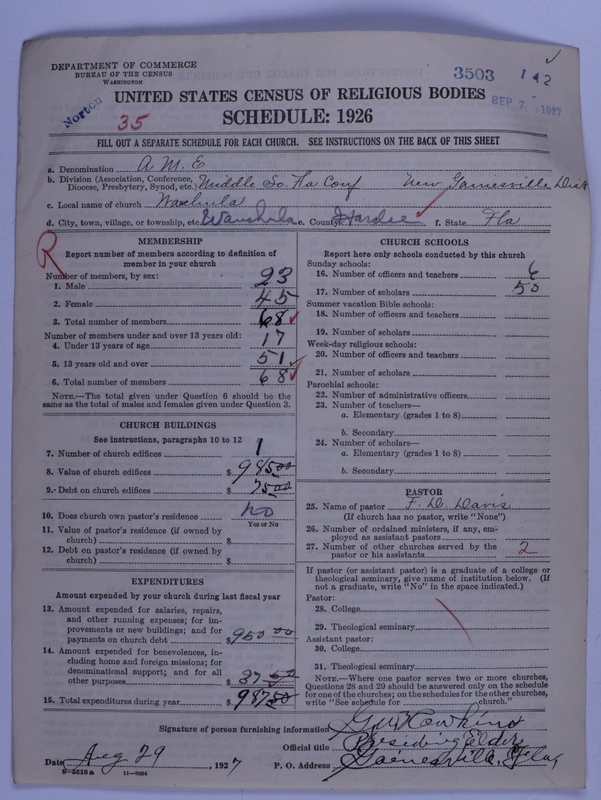 DEPARTMENT OF COMMERCE
BUREAU OF THE CENSUS
WASHINGTON
3503 142
Norton
SEP 7 1927
UNITED STATES CENSUS OF RELIGIOUS BODIES
35
SCHEDULE: 1926
FILL OUT A SEPARATE SCHEDULE FOR EACH CHURCH. SEE INSTRUCTIONS ON THE BACK OF THIS SHEET
a. Denomination A M E
b. Division (Association, Conference, Diocese, Presbytery, Synod, etc.) Middle So. Fla Conf New Gainesville Dist
c. Local name of church Wauchula
d. City, town, village, or township, etc. Wauchula e. County Hardee f. State Fla
R
MEMBERSHIP
Report number of members according to definition of
member in your church
Number of members, by sex:
1. Male 23
2. Female 45
3. Total number of members 68
Number of members under and over 13 years old:
4. Under 13 years of age 17
5. 13 years old and over 51
6. Total number of members 68
NOTE.—The total given under Question 6 should be
same as the total of males and females given under Question 3.
CHURCH BUILDINGS
See instructions, paragraphs 10 to 12
7. Number of church edifices 1
8. Value of church edifices $ 985.00
9. Debt on church edifices $ 75.00
10. Does church own pastor's residence no
Yes or No
11. Value of pastor's residence (if owned by
church) $
12. Debt on pastor's residence (if owned by
church) $
EXPENDITURES
Amount expended by your church during last fiscal year
13. Amount expended for salaries, repairs,
and other running expenses; for im-
provements or new buildings; and for
payments on church debt $ 950 00
14. Amount expended for benevolences, in-
cluding home and foreign missions; for
denominational support; and for all
other purposes $ 37.50
15. Total expenditures during year $ 987.50
CHURCH SCHOOLS
Report here only schools conducted by this church
Sunday schools:
16. Number of officers and teachers 6
17. Number of scholars 50
Summer vacation Bible schools:
18. Number of officers and teachers
19. Number of scholars
Week-day religious schools:
20. Number of officers and teachers
21. Number of scholars
Parochial schools:
22. Number of administrative officers
23. Number of teachers—
a. Elementary (grades 1 to 8)
b. Secondary
24. Number of scholars—
a. Elementary (grades 1 to 8)
b. Secondary
PASTOR
25. Name of pastor F. D. Davis
(If church has no pastor, write "None")
26. Number of ordained ministers, if any, em-
ployed as assistant pastors
27. Number of other churches served by the
pastor or his assistants 2
If pastor (or assistant pastor) is a graduate of a college or
theological seminary, give name of institution below. (If
not a graduate, write "No" in the space indicated.)
Pastor:
28. College
29. Theological seminary
Assistant pastor:
30. College
31. Theological seminary
NOTE.—Where one pastor serves two or more churches,
Questions 28 and 29 should be answered only on the schedule
for one of the churches; on the schedules for the other churches,
write "See schedule for church."
Signature of person furnishing information
Official title Presiding Elder
Date Aug 29, 1927 P. O. Address Gainesville, Fla,
8-5518a 11-9054